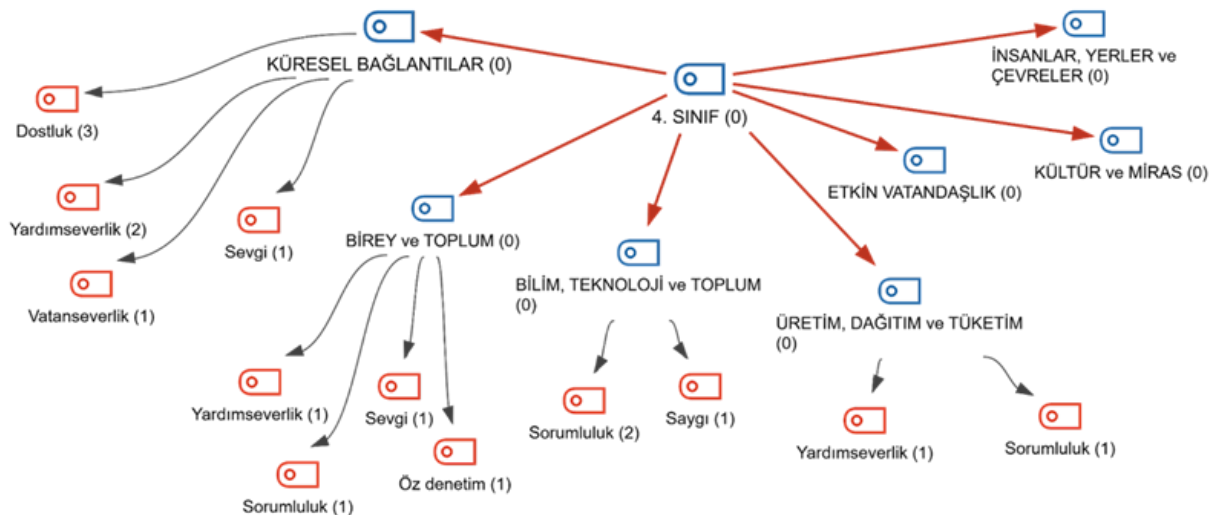 KÜRESEL BAĞLANTILAR (0)
İNSANLAR, YERLER ve
ÇEVRELER (0)
4. SINIF (0)
Dostluk (3)
KÜLTÜR ve MİRAS (0)
ETKİN VATANDAŞLIK (0)
Yardımseverlik (2)
Sevgi (1)
BİREY ve TOPLUM (0)
BİLİM, TEKNOLOJİ ve TOPLUM
(0)
Vatanseverlik (1)
ÜRETİM, DAĞITIM ve TÜKETİM
(0)
Yardımseverlik (1)
Sevgi (1)
Sorumluluk (2)
Saygı (1)
Yardımseverlik (1)
Sorumluluk (1)
Öz denetim (1)
Sorumluluk (1)